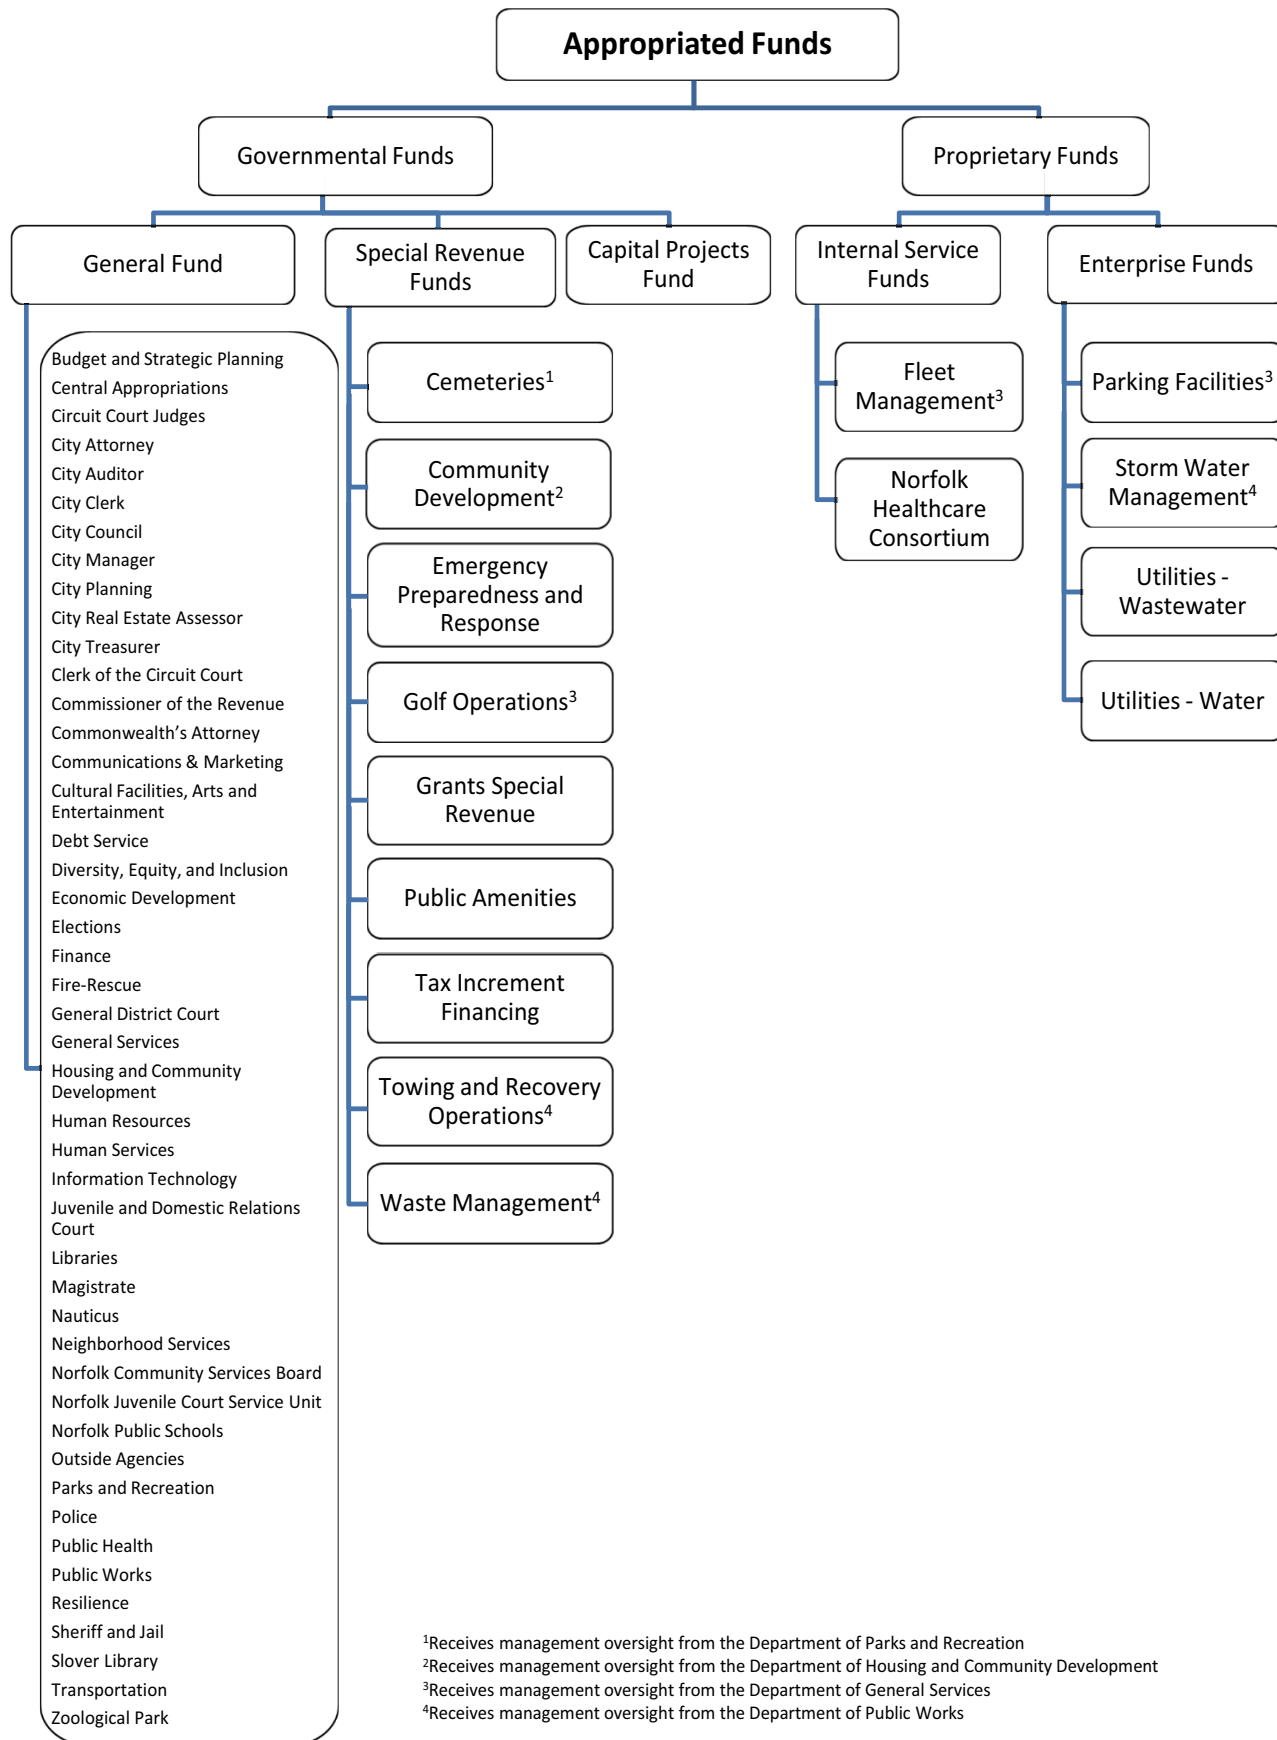 Appropriated Funds
Governmental Funds
Proprietary Funds
General Fund
Special Revenue
Funds
Capital Projects
Fund
Internal Service
Funds
Enterprise Funds
Budget and Strategic Planning
Central Appropriations
Circuit Court Judges
City Attorney
City Auditor
City Clerk
City Council
City Manager
City Planning
City Real Estate Assessor
City Treasurer
Clerk of the Circuit Court
Commissioner of the Revenue
Commonwealth’s Attorney
Communications & Marketing
Cultural Facilities, Arts and
Entertainment
Debt Service
Diversity, Equity, and Inclusion
Economic Development
Elections
Finance
Fire-Rescue
General District Court
General Services
Housing and Community
Development
Human Resources
Human Services
Information Technology
Juvenile and Domestic Relations
Court
Libraries
Magistrate
Nauticus
Neighborhood Services
Norfolk Community Services Board
Norfolk Juvenile Court Service Unit
Norfolk Public Schools
Outside Agencies
Parks and Recreation
Police
Public Health
Public Works
Resilience
Sheriff and Jail
Slover Library
Transportation
Zoological Park
Cemeteries¹
Community
Development²
Emergency
Preparedness and
Response
Golf Operations³
Grants Special
Revenue
Public Amenities
Tax Increment
Financing
Towing and Recovery
Operations⁴
Waste Management⁴
Fleet
Management³
Norfolk
Healthcare
Consortium
Parking Facilities³
Storm Water
Management⁴
Utilities -
Wastewater
Utilities - Water
¹Receives management oversight from the Department of Parks and Recreation
²Receives management oversight from the Department of Housing and Community Development
³Receives management oversight from the Department of General Services
⁴Receives management oversight from the Department of Public Works